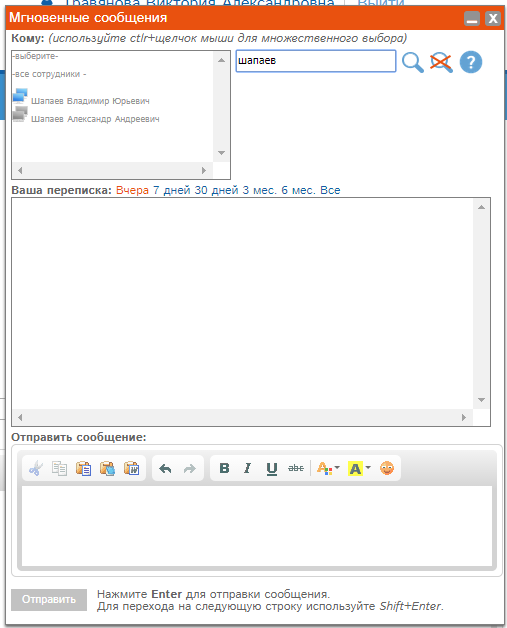 Травянова Виктория Александровна | Выйти
Мгновенные сообщения
Кому: (используйте ctlr+щелчок мыши для множественного выбора)
-выберите-
-все сотрудники -
Шапаев Владимир Юрьевич
Шапаев Александр Андреевич
шапаев
Ваша переписка: Вчера 7 дней 30 дней 3 мес. 6 мес. Все
Отправить сообщение:
B I U abc A A
Отправить
Нажмите Enter для отправки сообщения.
Для перехода на следующую строку используйте Shift+Enter.